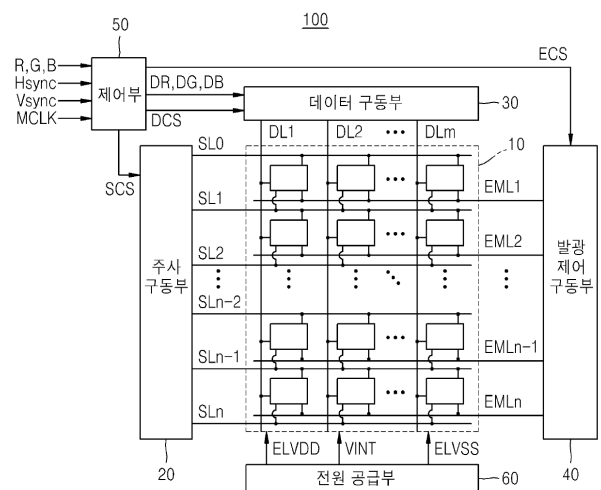 100
50
R,G,B
Hsync
Vsync
MCLK
제어부
DR,DG,DB
DCS
ECS
데이터 구동부
30
SCS
DL1 DL2 ••• DLm
10
SL0
SL1
SL2
SLn-2
SLn-1
SLn
EML1
EML2
EMLn-1
EMLn
주사
구동부
발광
제어
구동부
20
40
ELVDD VINT ELVSS
전원 공급부
60